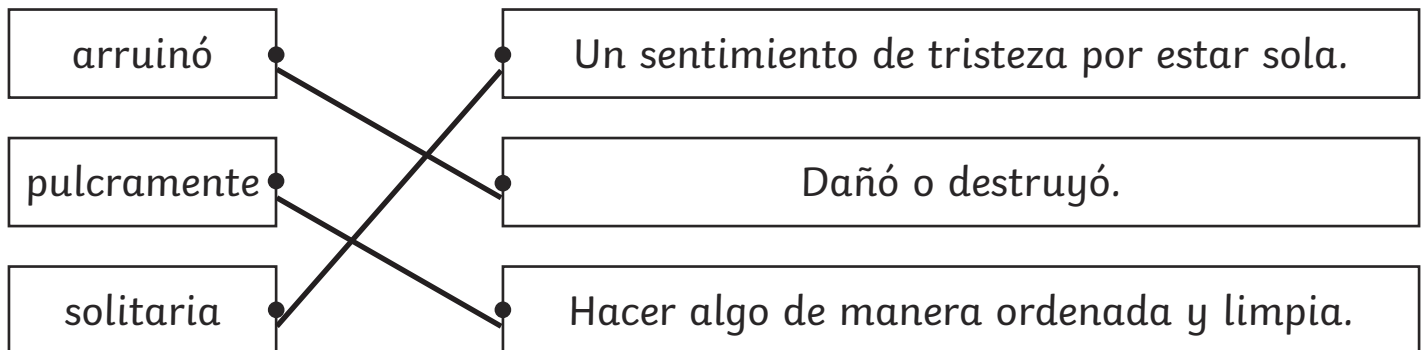 arruinó Un sentimiento de tristeza por estar sola.
pulcramente Dañó o destruyó.
solitaria Hacer algo de manera ordenada y limpia.